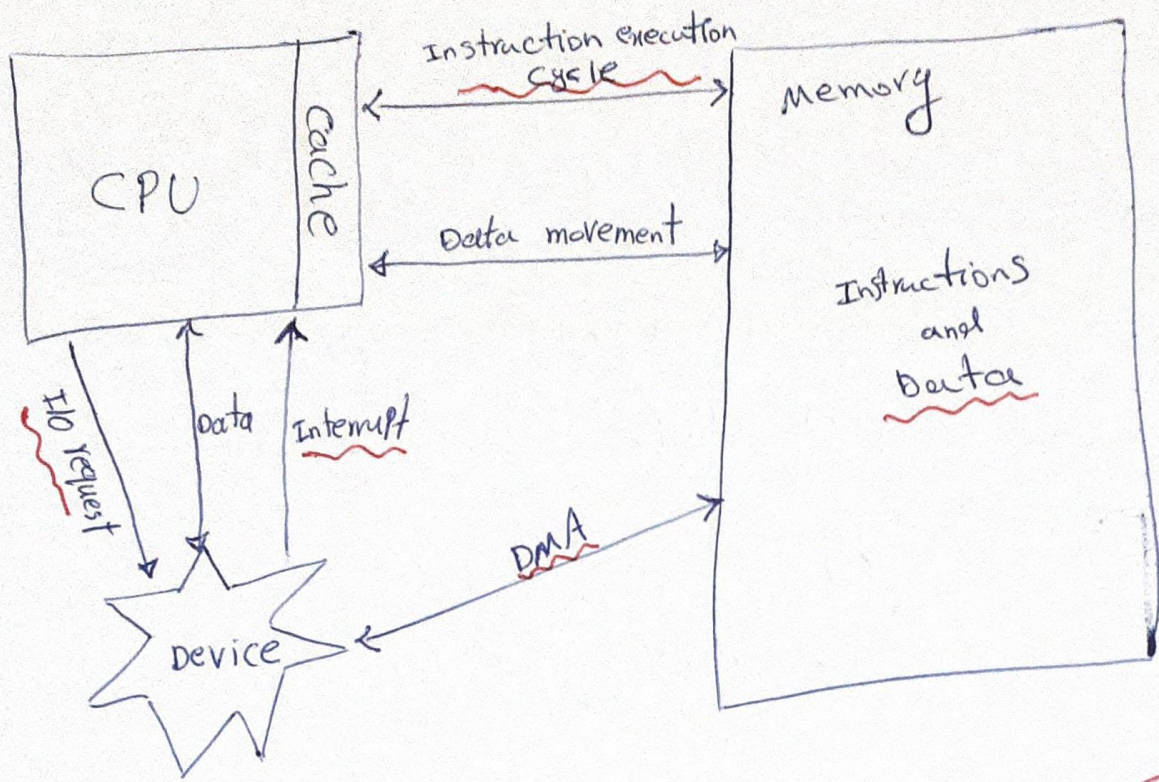 Instruction execution
cycle
Memory
CPU
Cache
Data movement
Instructions
and
Data
I/O request
Data
Interrupt
DMA
Device